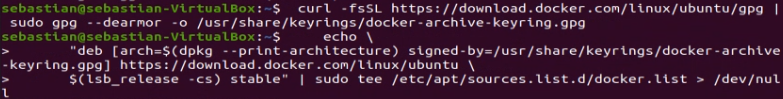 sebastian@sebastian-VirtualBox:~$  curl -fsSL https://download.docker.com/linux/ubuntu/gpg |
 sudo gpg --dearmor -o /usr/share/keyrings/docker-archive-keyring.gpg
sebastian@sebastian-VirtualBox:~$    echo \
>     "deb [arch=$(dpkg --print-architecture) signed-by=/usr/share/keyrings/docker-archive
-keyring.gpg] https://download.docker.com/linux/ubuntu \
>     $(lsb_release -cs) stable" | sudo tee /etc/apt/sources.list.d/docker.list > /dev/nul
l